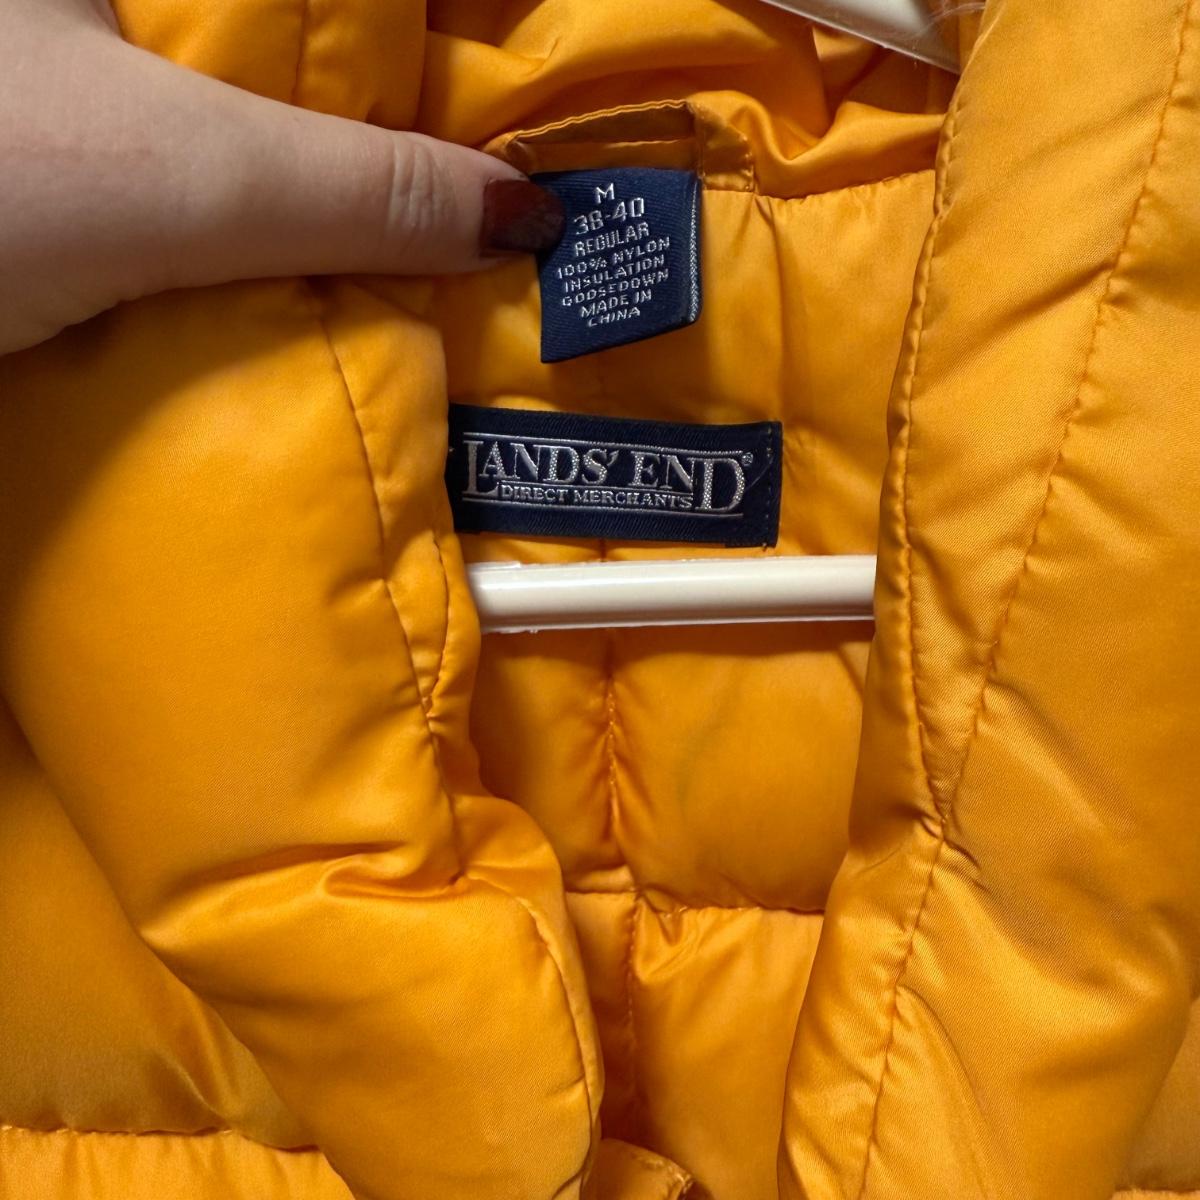 M
38-40
REGULAR
100% NYLON
INSULATION
GOOSEDOWN
MADE IN
CHINA
LANDS' END®
DIRECT MERCHANTS